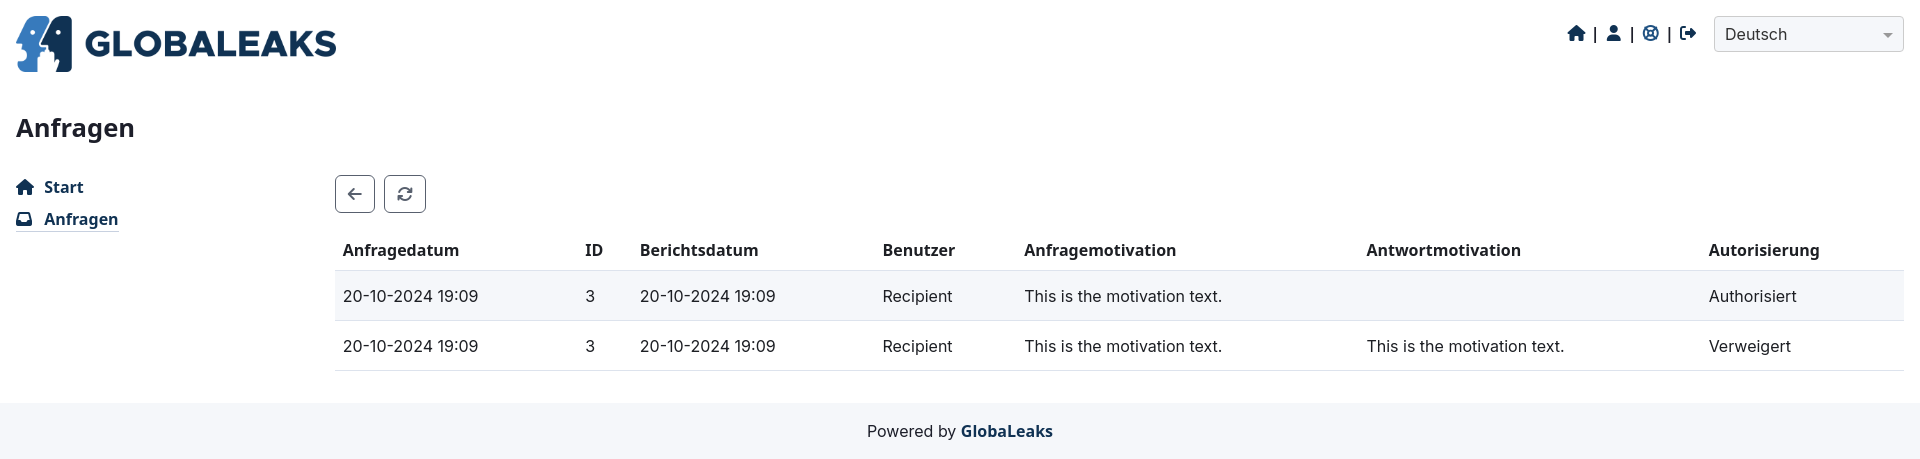 GLOBALEAKS
| | | Deutsch
Anfragen
Start
Anfragen
Anfragedatum ID Berichtsdatum Benutzer Anfragemotivation Antwortmotivation Autorisierung
20-10-2024 19:09 3 20-10-2024 19:09 Recipient This is the motivation text. Authorisiert
20-10-2024 19:09 3 20-10-2024 19:09 Recipient This is the motivation text. This is the motivation text. Verweigert
Powered by GlobaLeaks